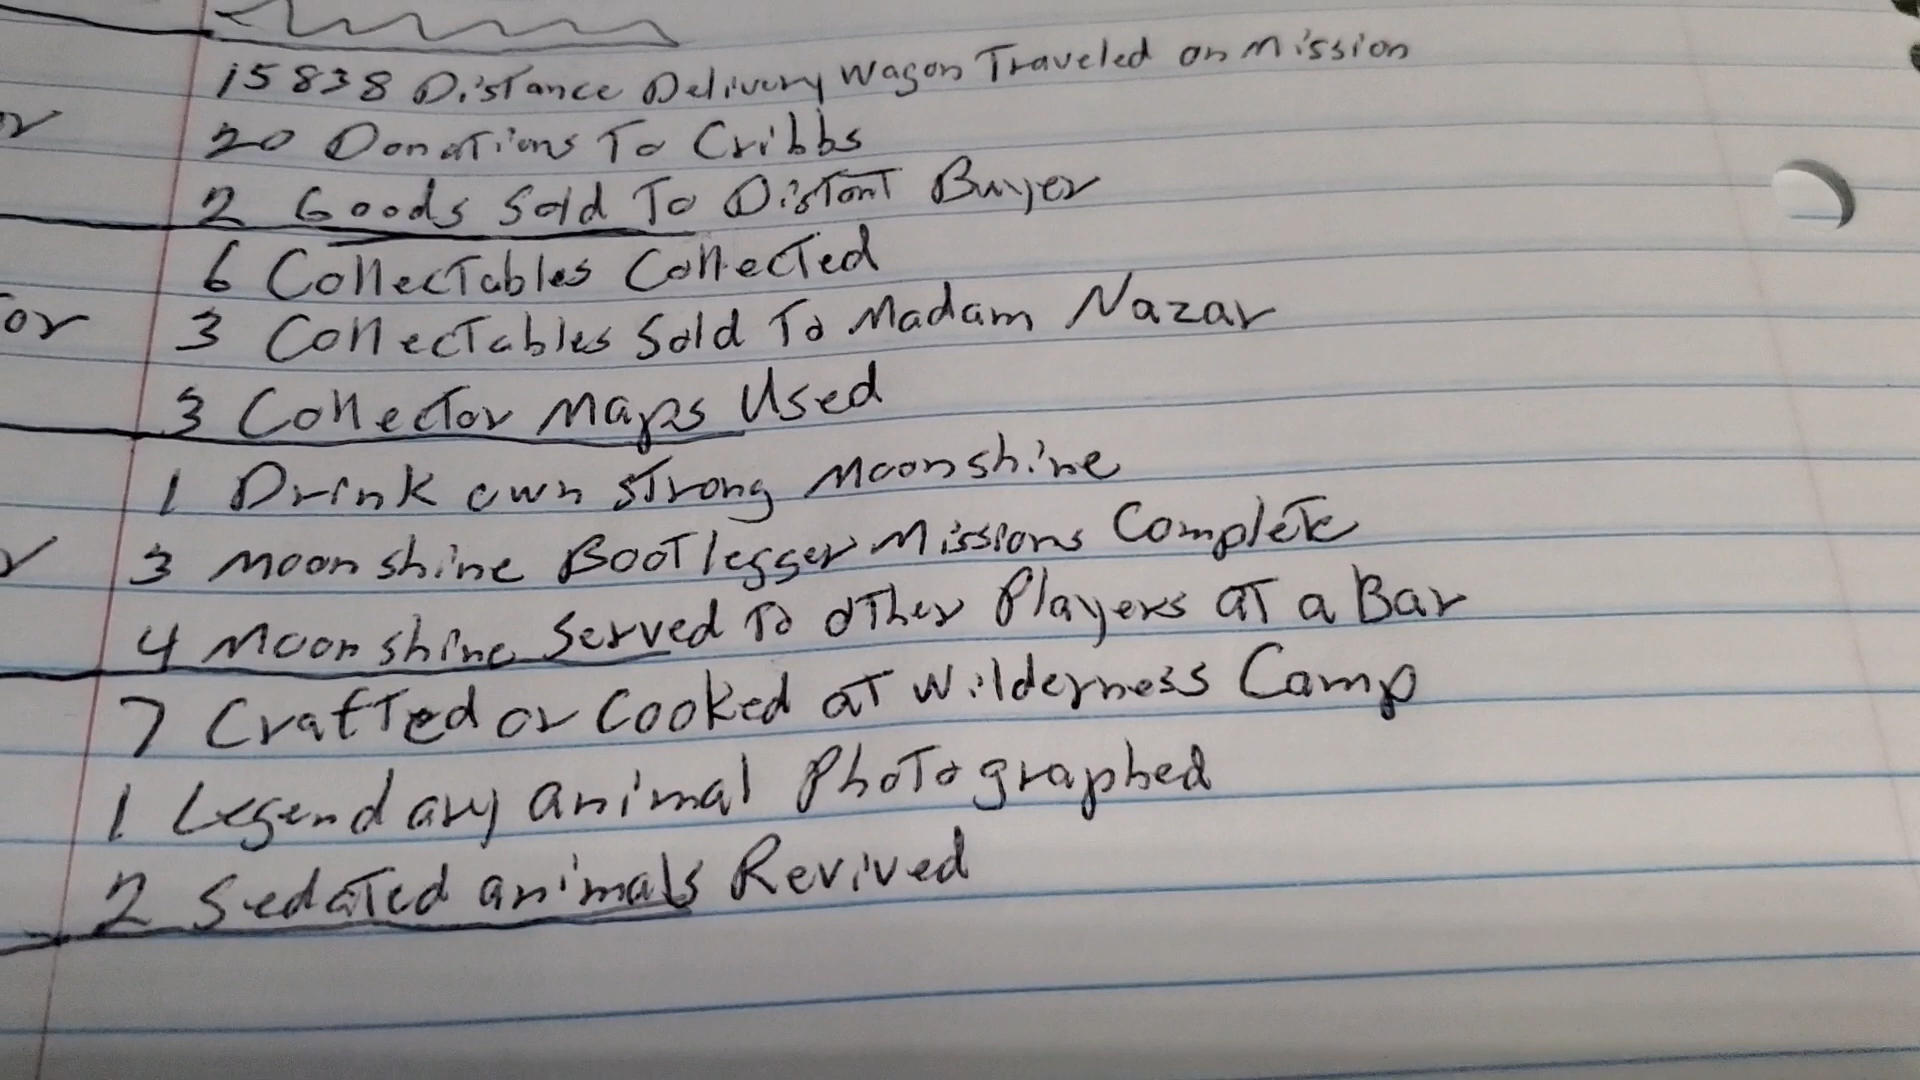 15838 Distance Delivery Wagon Traveled on Mission
20 Donations To Cribbs
2 Goods Sold To Distant Buyer
6 Collectables Collected
or 3 Collectables Sold To Madam Nazar
3 Collector Maps Used
1 Drink own strong Moonshine
3 Moonshine Bootlegger Missions Complete
4 Moonshine Served To other Players at a Bar
7 Crafted or Cooked at Wilderness Camp
1 Legendary animal Photographed
2 Sedated animals Revived